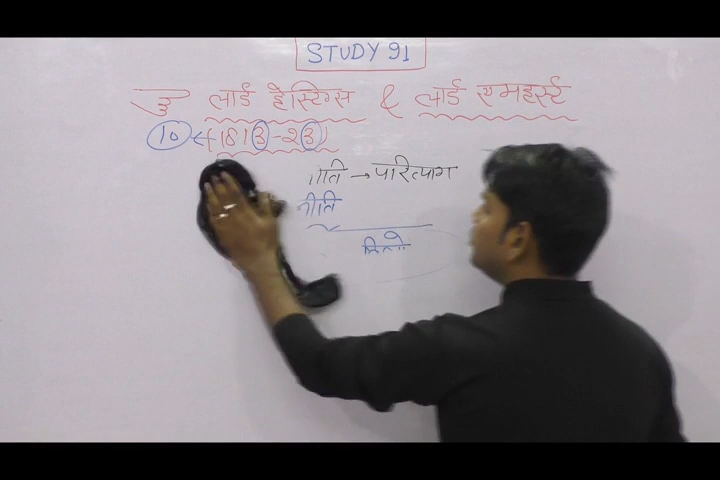 STUDY 91
लार्ड हेस्टिंग्स & लार्ड एमहर्स्ट
10 ← (1813-23)
नीति → परित्याग
नीति